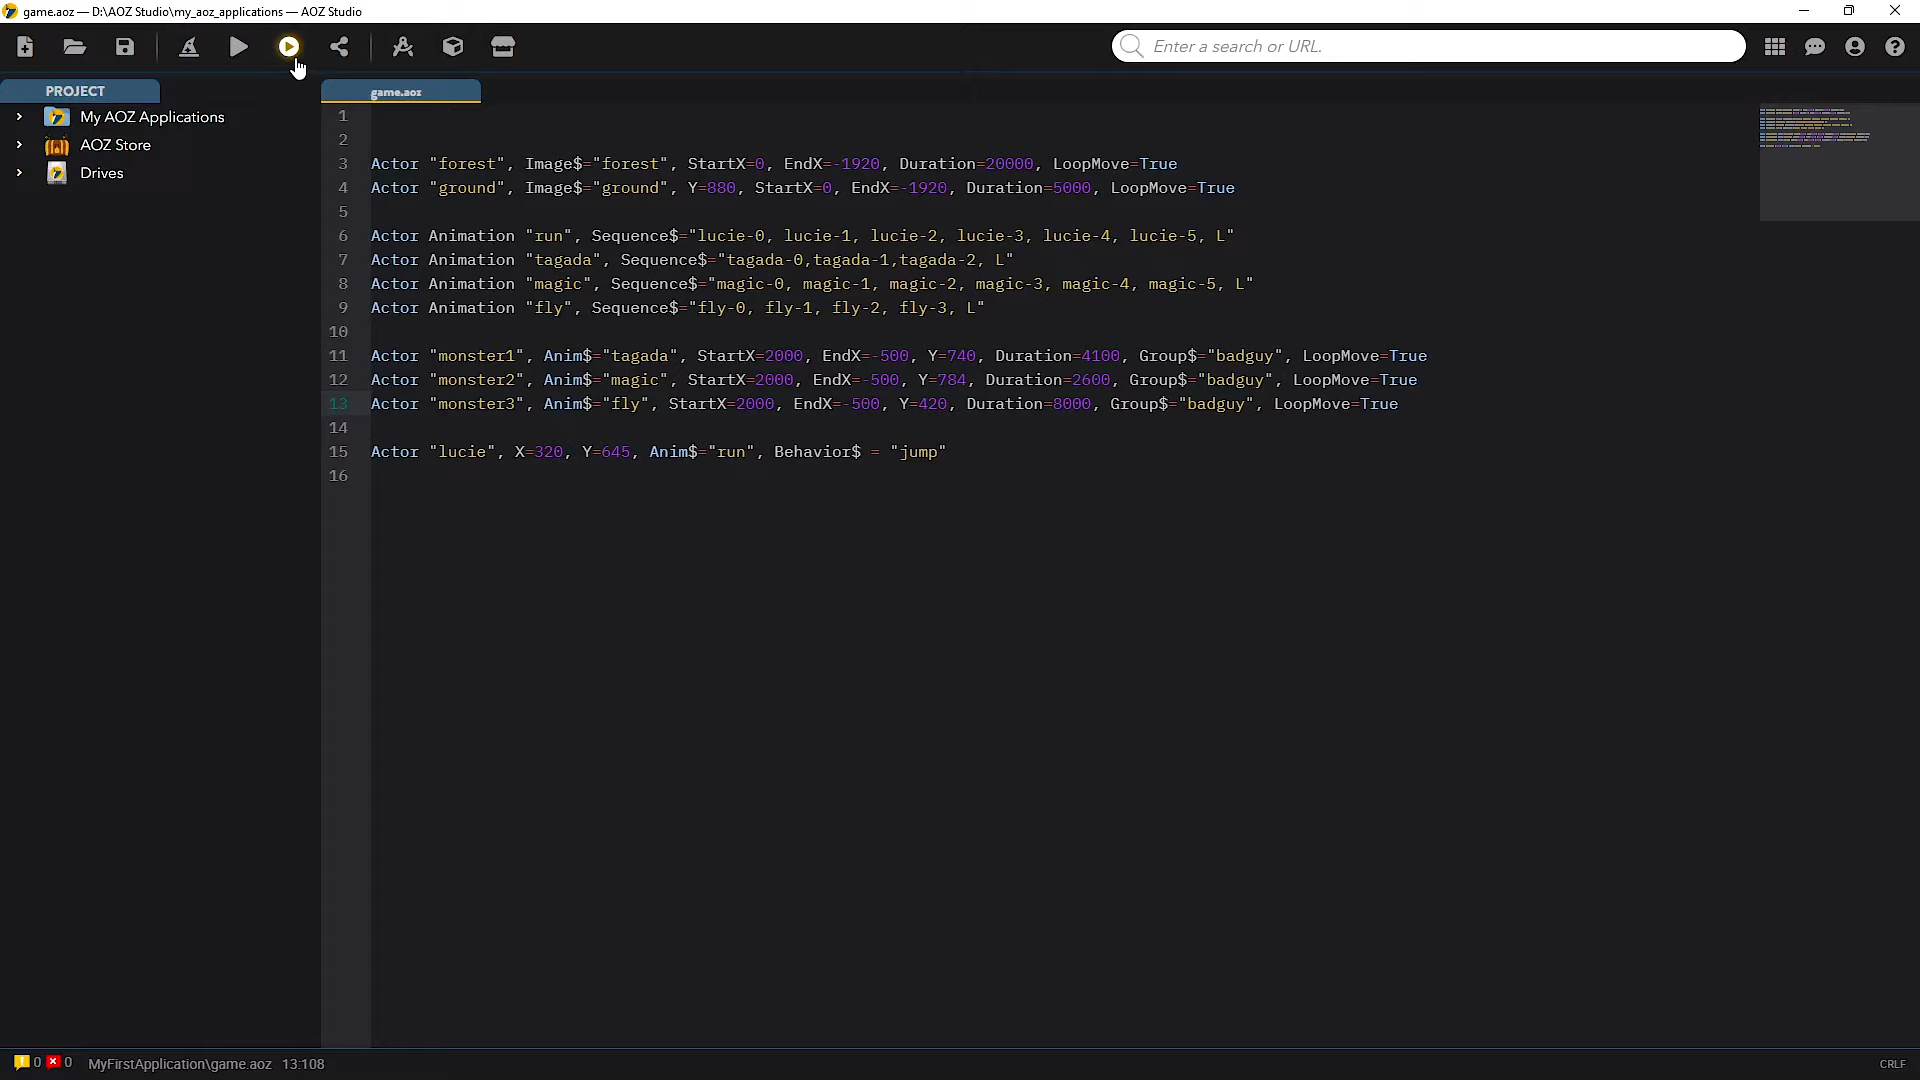 game.aoz — D:\AOZ Studio\my_aoz_applications — AOZ Studio
Enter a search or URL.
PROJECT
game.aoz
My AOZ Applications
AOZ Store
Drives
1
2
3 Actor "forest", Image$="forest", StartX=0, EndX=-1920, Duration=20000, LoopMove=True
4 Actor "ground", Image$="ground", Y=880, StartX=0, EndX=-1920, Duration=5000, LoopMove=True
5
6 Actor Animation "run", Sequence$="lucie-0, lucie-1, lucie-2, lucie-3, lucie-4, lucie-5, L"
7 Actor Animation "tagada", Sequence$="tagada-0,tagada-1,tagada-2, L"
8 Actor Animation "magic", Sequence$="magic-0, magic-1, magic-2, magic-3, magic-4, magic-5, L"
9 Actor Animation "fly", Sequence$="fly-0, fly-1, fly-2, fly-3, L"
10
11 Actor "monster1", Anim$="tagada", StartX=2000, EndX=-500, Y=740, Duration=4100, Group$="badguy", LoopMove=True
12 Actor "monster2", Anim$="magic", StartX=2000, EndX=-500, Y=784, Duration=2600, Group$="badguy", LoopMove=True
13 Actor "monster3", Anim$="fly", StartX=2000, EndX=-500, Y=420, Duration=8000, Group$="badguy", LoopMove=True
14
15 Actor "lucie", X=320, Y=645, Anim$="run", Behavior$ = "jump"
16
0 0 MyFirstApplication\game.aoz 13:108
CRLF